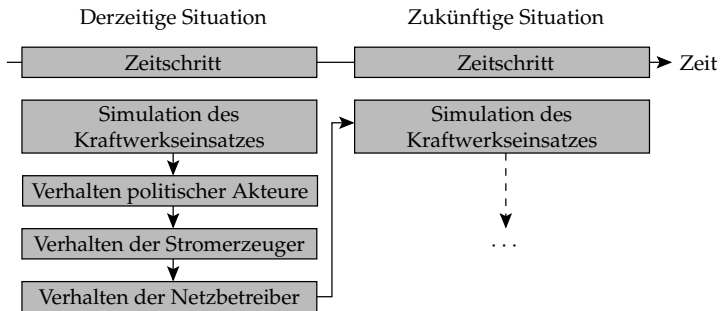 Derzeitige Situation
Zukünftige Situation
Zeitschritt
Zeitschritt
Zeit
Simulation des
Kraftwerkseinsatzes
Simulation des
Kraftwerkseinsatzes
Verhalten politischer Akteure
Verhalten der Stromerzeuger
. . .
Verhalten der Netzbetreiber